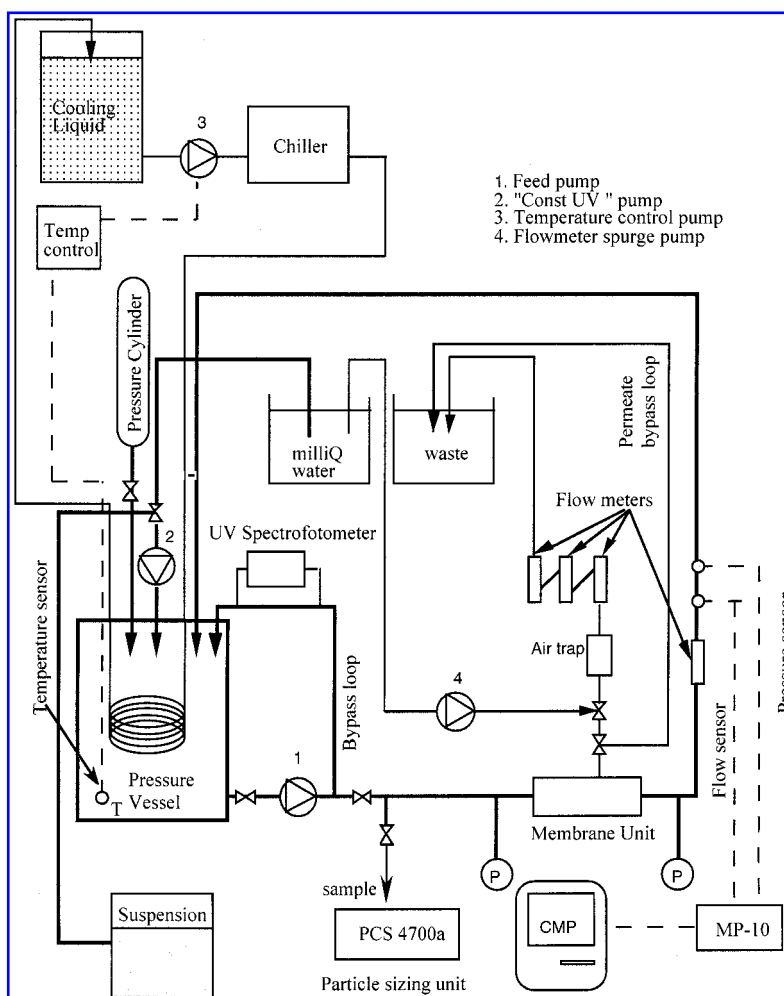 Cooling
Liquid
3
Chiller
Temp
control
1. Feed pump
2. "Const UV " pump
3. Temperature control pump
4. Flowmeter spurge pump
Pressure Cylinder
milliQ
water
waste
Permeate
bypass loop
Flow meters
2
UV Spectrofotometer
Temperature sensor
Air trap
4
Bypass loop
Flow sensor
Pressure sensor
1
T
Pressure
Vessel
Membrane Unit
P
P
sample
Suspension
PCS 4700a
Particle sizing unit
CMP
MP-10